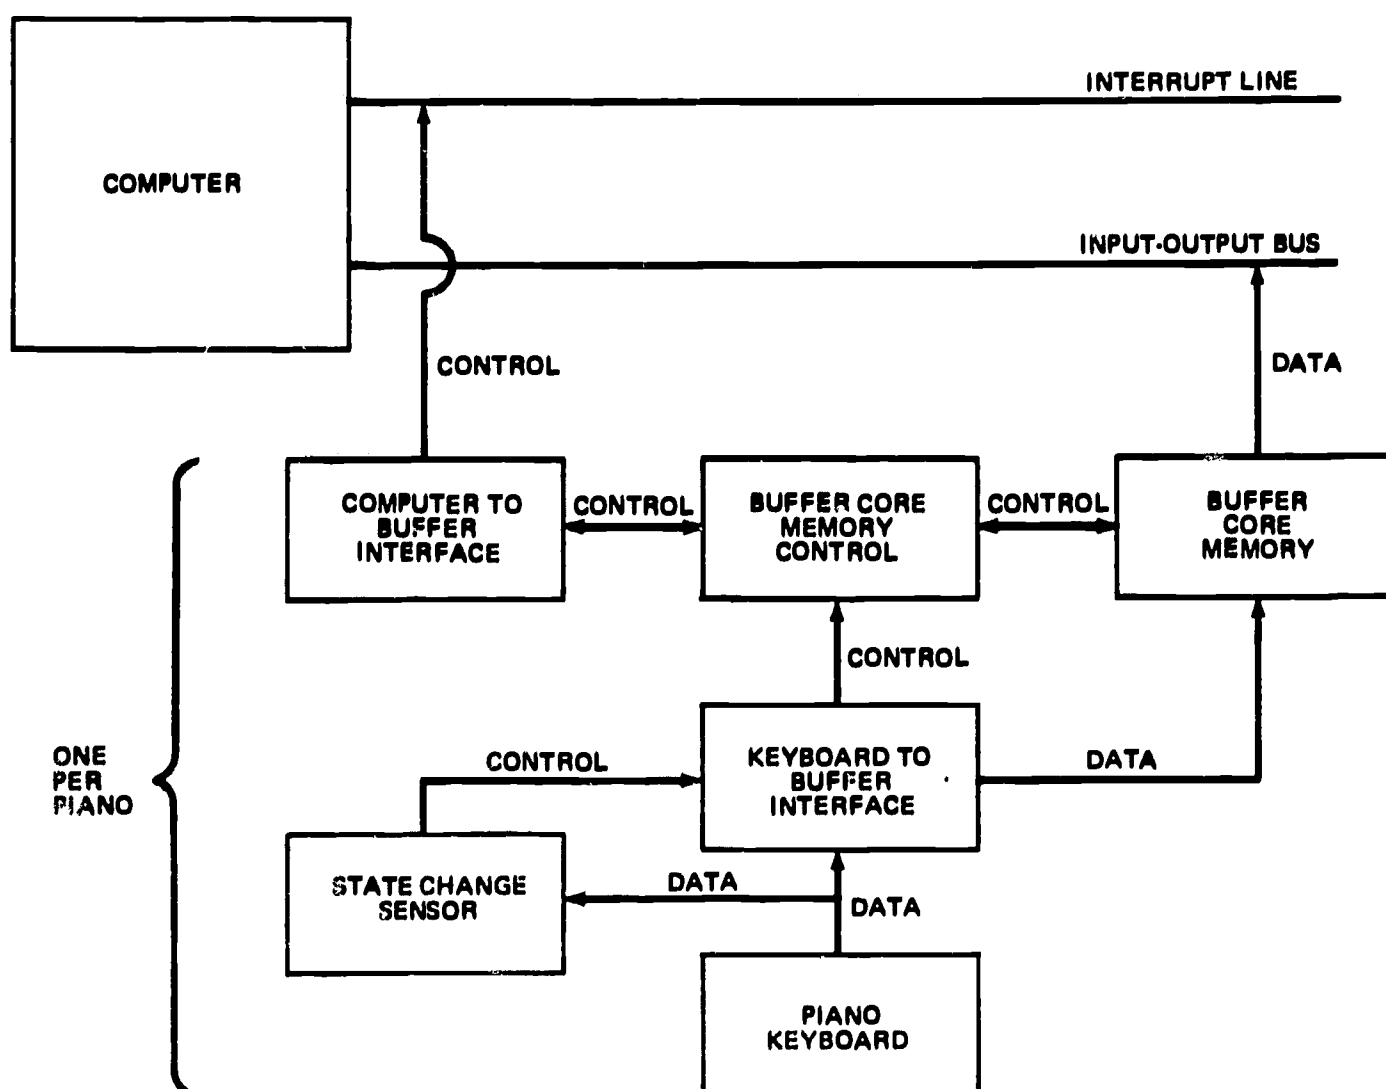 INTERRUPT LINE
COMPUTER
INPUT-OUTPUT BUS
CONTROL
DATA
COMPUTER TO
BUFFER
INTERFACE
CONTROL
BUFFER CORE
MEMORY
CONTROL
CONTROL
BUFFER
CORE
MEMORY
CONTROL
ONE
PER
PIANO
CONTROL
KEYBOARD TO
BUFFER
INTERFACE
DATA
STATE CHANGE
SENSOR
DATA
DATA
PIANO
KEYBOARD